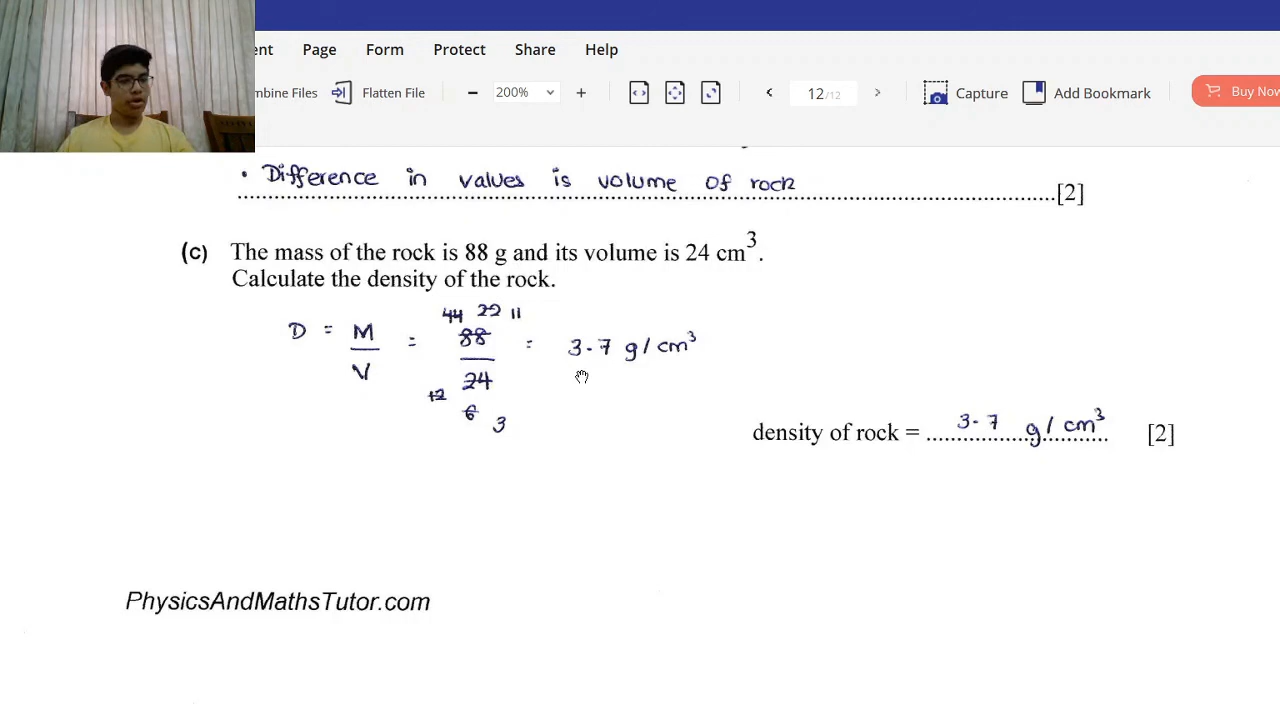 ent Page Form Protect Share Help
mbine Files Flatten File 200% 12/12 Capture Add Bookmark Buy Now
• Difference in values is volume of rock
[2]
(c) The mass of the rock is 88 g and its volume is 24 cm³.
Calculate the density of the rock.
44 22 11
D = M/V = 88/24 = 3.7 g/cm³
12
6 3
density of rock = 3.7 g/cm³ [2]
PhysicsAndMathsTutor.com